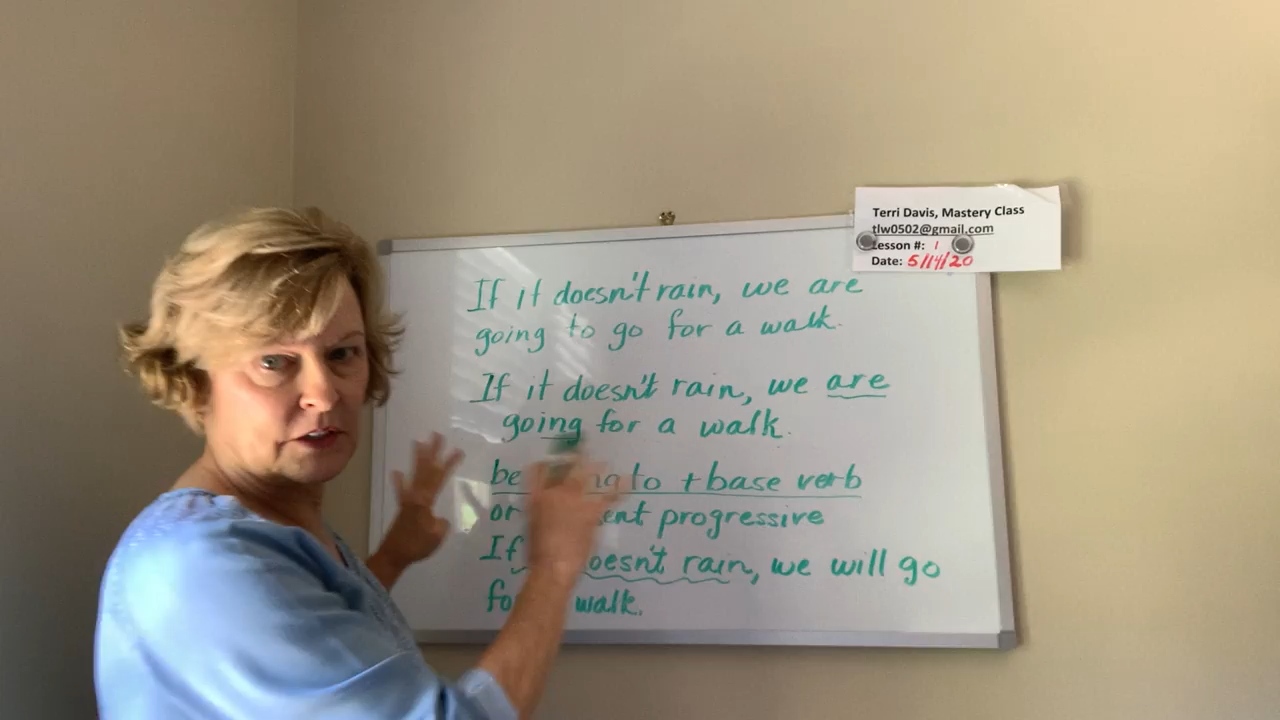 Terri Davis, Mastery Class
tlw0502@gmail.com
Lesson #: 1
Date: 5/14/20
If it doesn't rain, we are
going to go for a walk.
If it doesn't rain, we are
going for a walk.
be to + base verb
or progressive
If doesn't rain, we will go
walk.